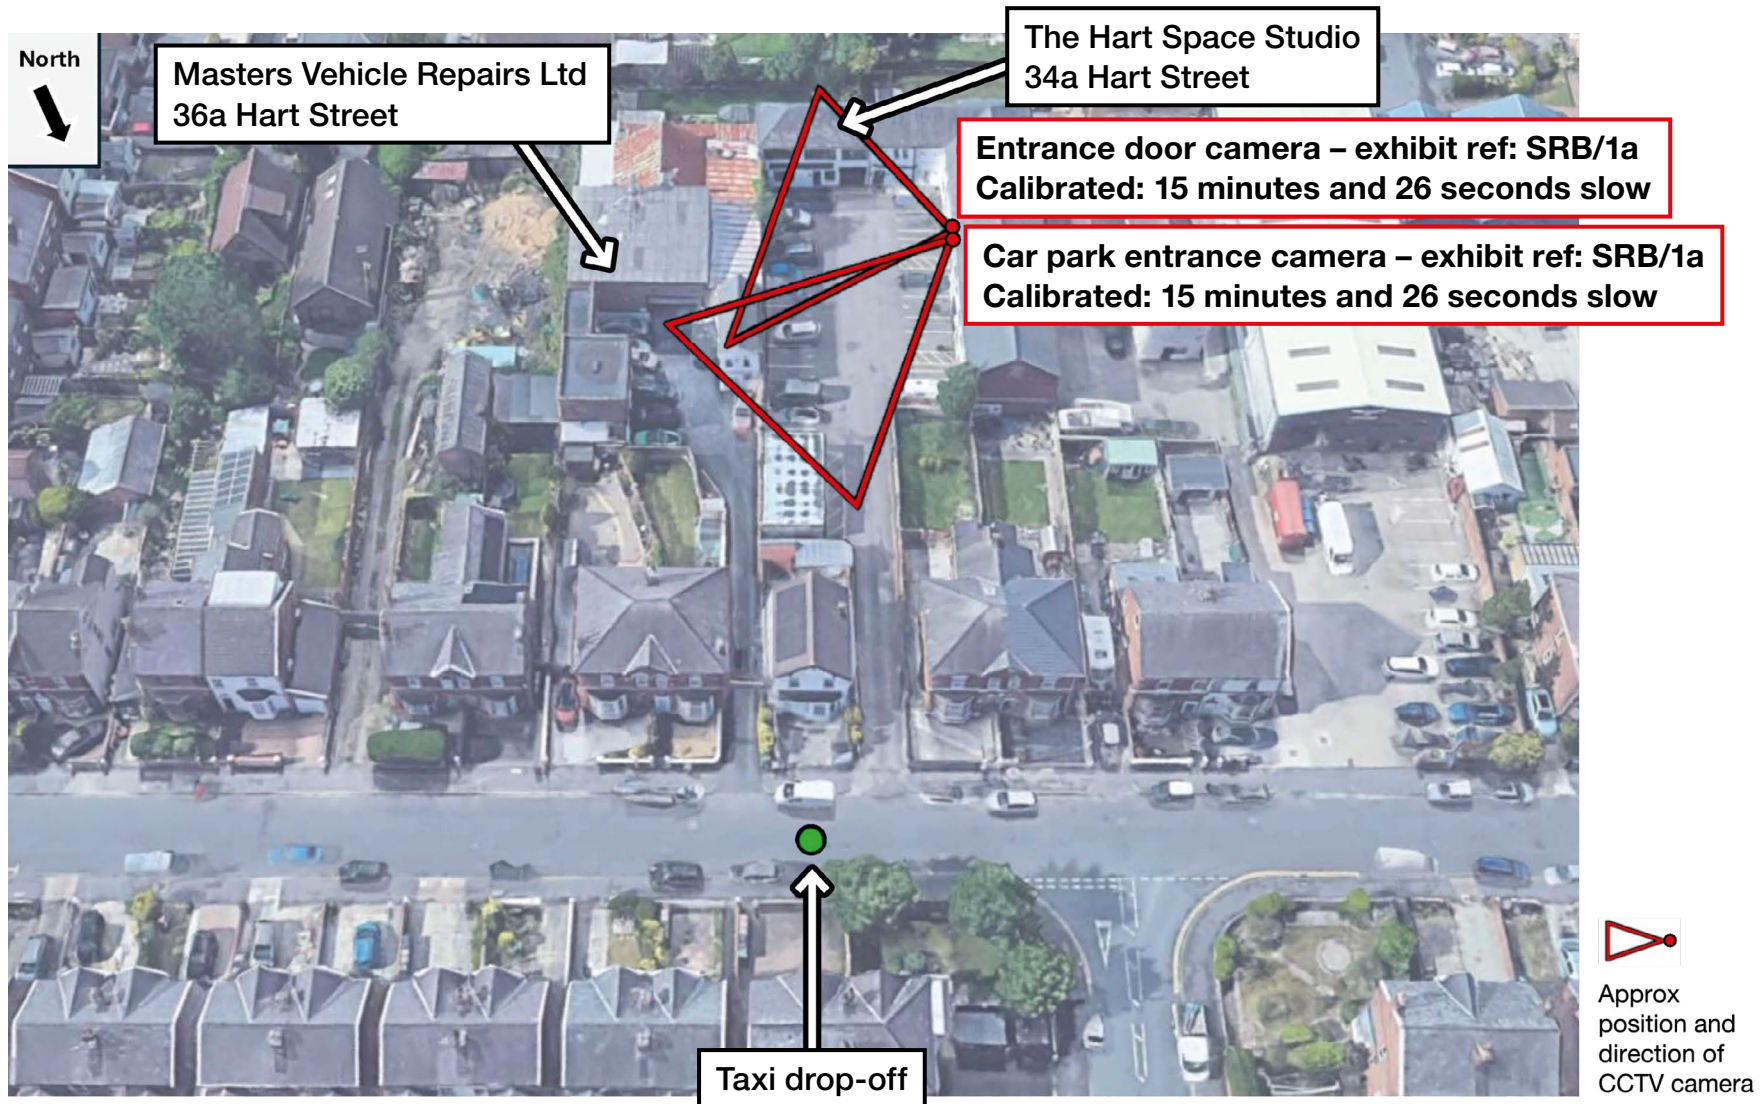 North
Masters Vehicle Repairs Ltd
36a Hart Street
The Hart Space Studio
34a Hart Street
Entrance door camera – exhibit ref: SRB/1a
Calibrated: 15 minutes and 26 seconds slow
Car park entrance camera – exhibit ref: SRB/1a
Calibrated: 15 minutes and 26 seconds slow
Taxi drop-off
Approx
position and
direction of
CCTV camera